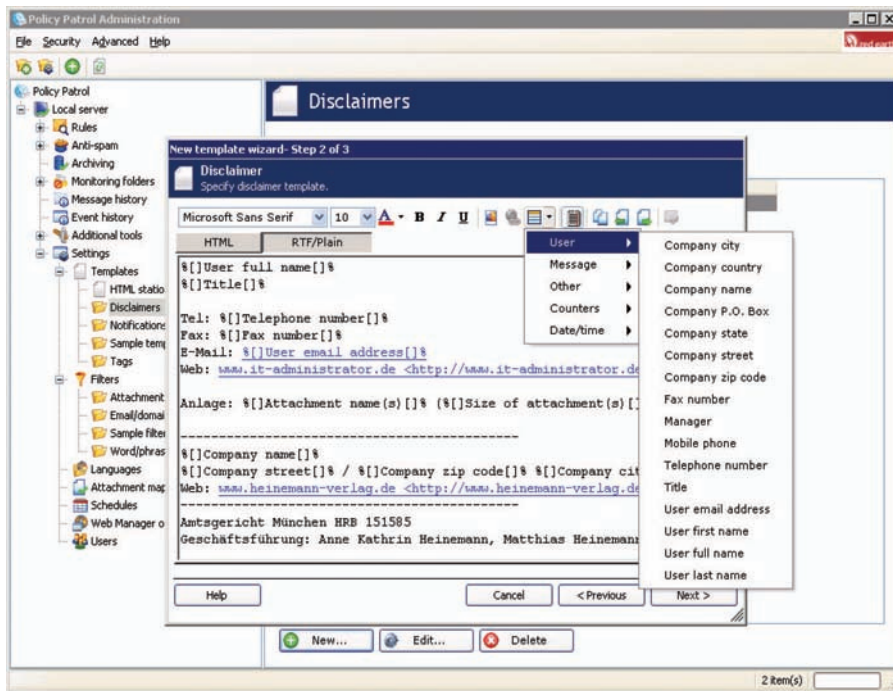 Policy Patrol Administration
File Security Advanced Help
red earth
Policy Patrol
Local server
Rules
Anti-spam
Archiving
Monitoring folders
Message history
Event history
Additional tools
Settings
Templates
HTML statio
Disclaimers
Notifications
Sample temp
Tags
Filters
Attachment
Email/domai
Sample filte
Word/phras
Languages
Attachment map
Schedules
Web Manager o
Users
Disclaimers
New template wizard- Step 2 of 3
Disclaimer
Specify disclaimer template.
Microsoft Sans Serif 10 A B I U
HTML RTF/Plain
%[]User full name[]%
%[]Title[]%
Tel: %[]Telephone number[]%
Fax: %[]Fax number[]%
E-Mail: %[]User email address[]%
Web: www.it-administrator.de <http://www.it-administrator.de
Anlage: %[]Attachment name(s)[]% (%[]Size of attachment(s)[]
-----------------------------------------------
%[]Company name[]%
%[]Company street[]% / %[]Company zip code[]% %[]Company cit
Web: www.heinemann-verlag.de <http://www.heinemann-verlag.de
-----------------------------------------------
Amtsgericht München HRB 151585
Geschäftsführung: Anne Kathrin Heinemann, Matthias Heinemann
User
Message
Other
Counters
Date/time
Company city
Company country
Company name
Company P.O. Box
Company state
Company street
Company zip code
Fax number
Manager
Mobile phone
Telephone number
Title
User email address
User first name
User full name
User last name
Help Cancel < Previous Next >
New... Edit... Delete
2 item(s)